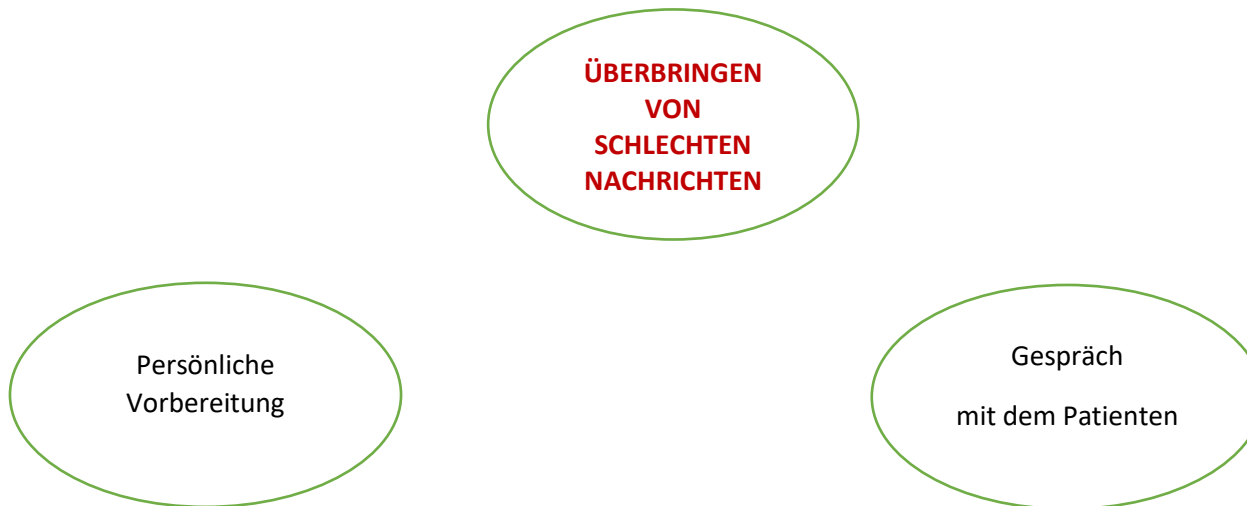 ÜBERBRINGEN
VON
SCHLECHTEN
NACHRICHTEN
Persönliche
Vorbereitung
Gespräch
mit dem Patienten